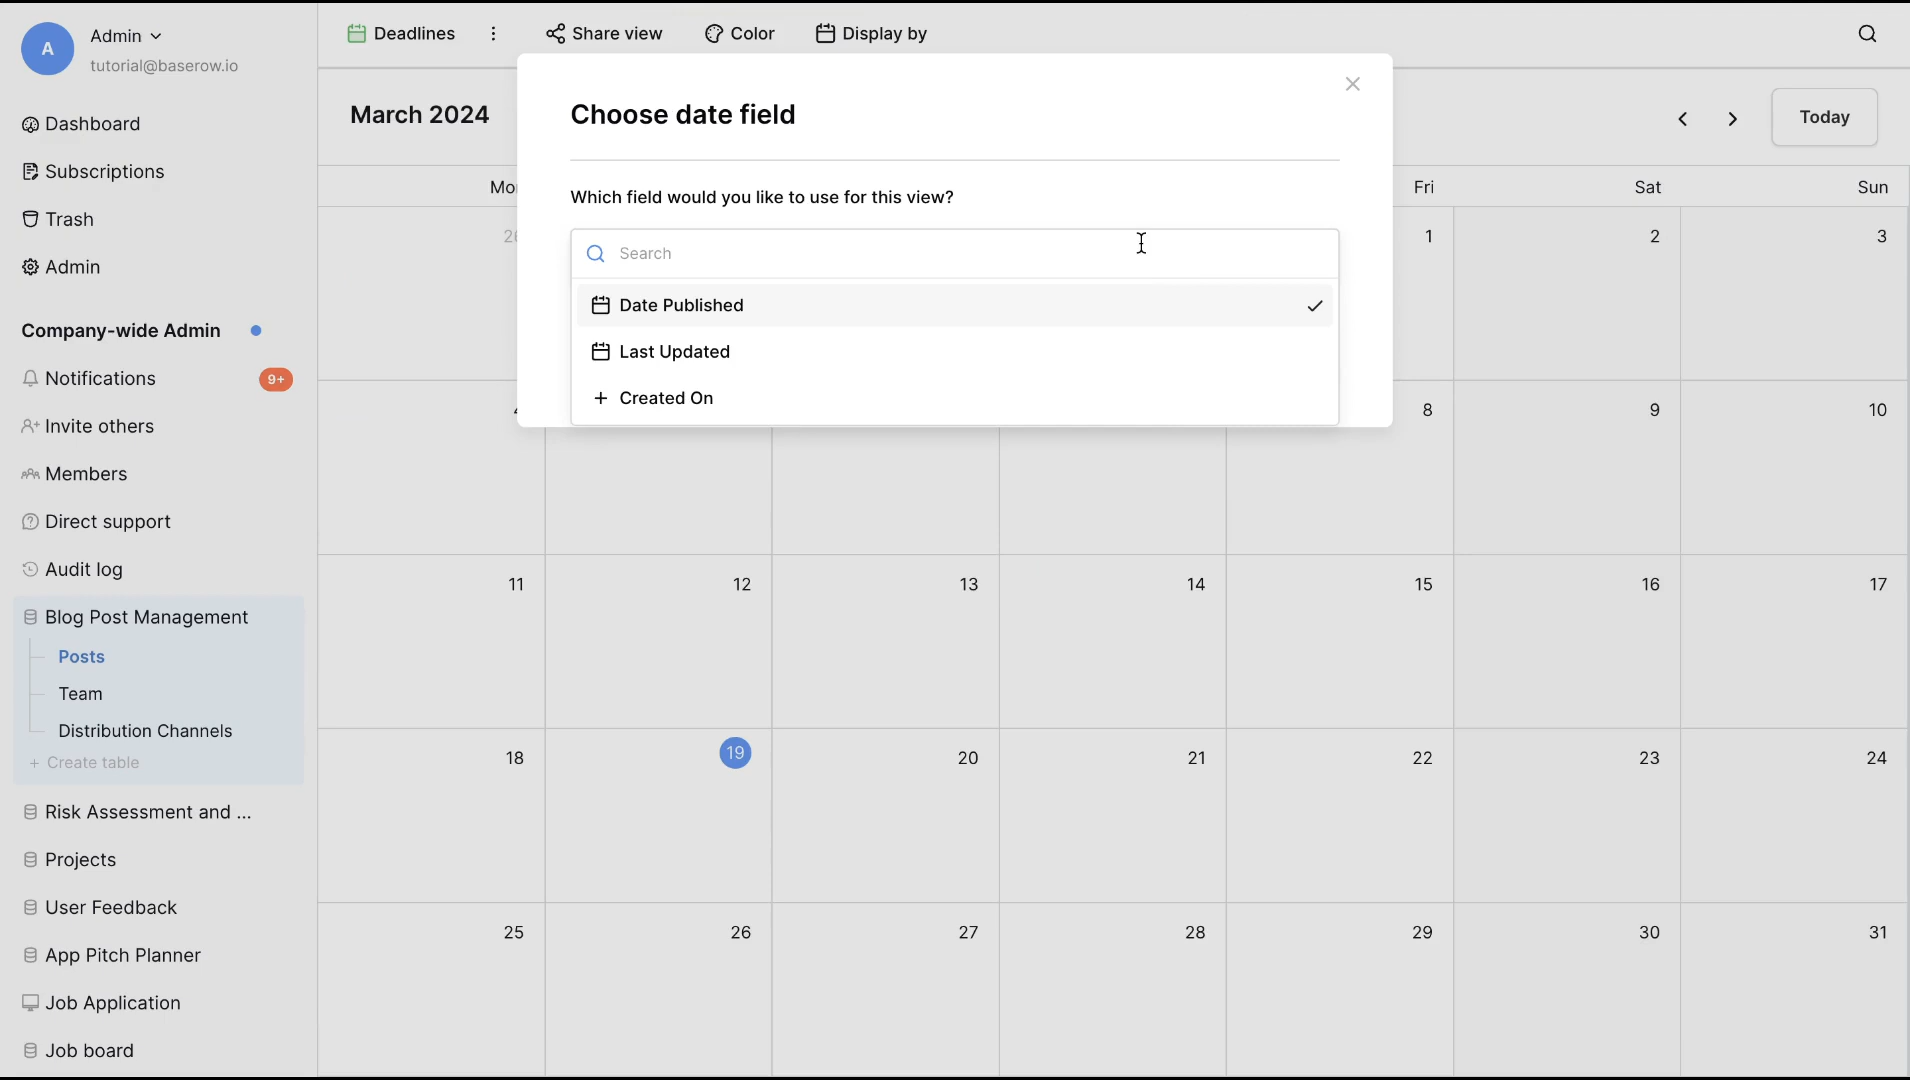 A
Admin
tutorial@baserow.io
Dashboard
Subscriptions
Trash
Admin
Company-wide Admin
Notifications
9+
Invite others
Members
Direct support
Audit log
Blog Post Management
Posts
Team
Distribution Channels
+ Create table
Risk Assessment and ...
Projects
User Feedback
App Pitch Planner
Job Application
Job board
Deadlines
Share view
Color
Display by
March 2024
Today
Choose date field
Which field would you like to use for this view?
Search
Date Published
Last Updated
+ Created On
Fri Sat Sun
1 2 3
8 9 10
11 12 13 14 15 16 17
18 19 20 21 22 23 24
25 26 27 28 29 30 31